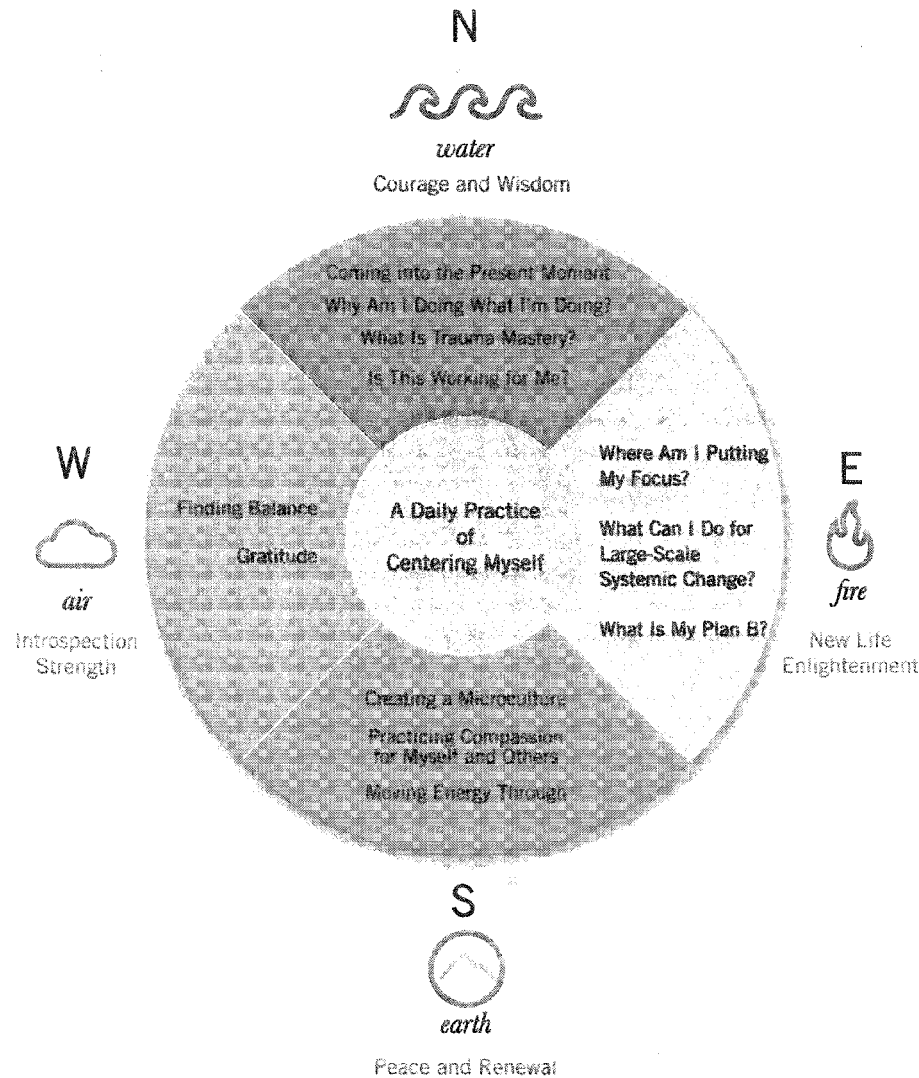 N
water
Courage and Wisdom
Coming into the Present Moment
Why Am I Doing What I'm Doing?
What Is Trauma Mastery?
Is This Working for Me?
W
air
Introspection
Strength
Finding Balance
Gratitude
A Daily Practice
of
Centering Myself
Where Am I Putting
My Focus?
What Can I Do for
Large-Scale
Systemic Change?
What Is My Plan B?
E
fire
New Life
Enlightenment
Creating a Microculture
Practicing Compassion
for Myself and Others
Moving Energy Through
S
earth
Peace and Renewal